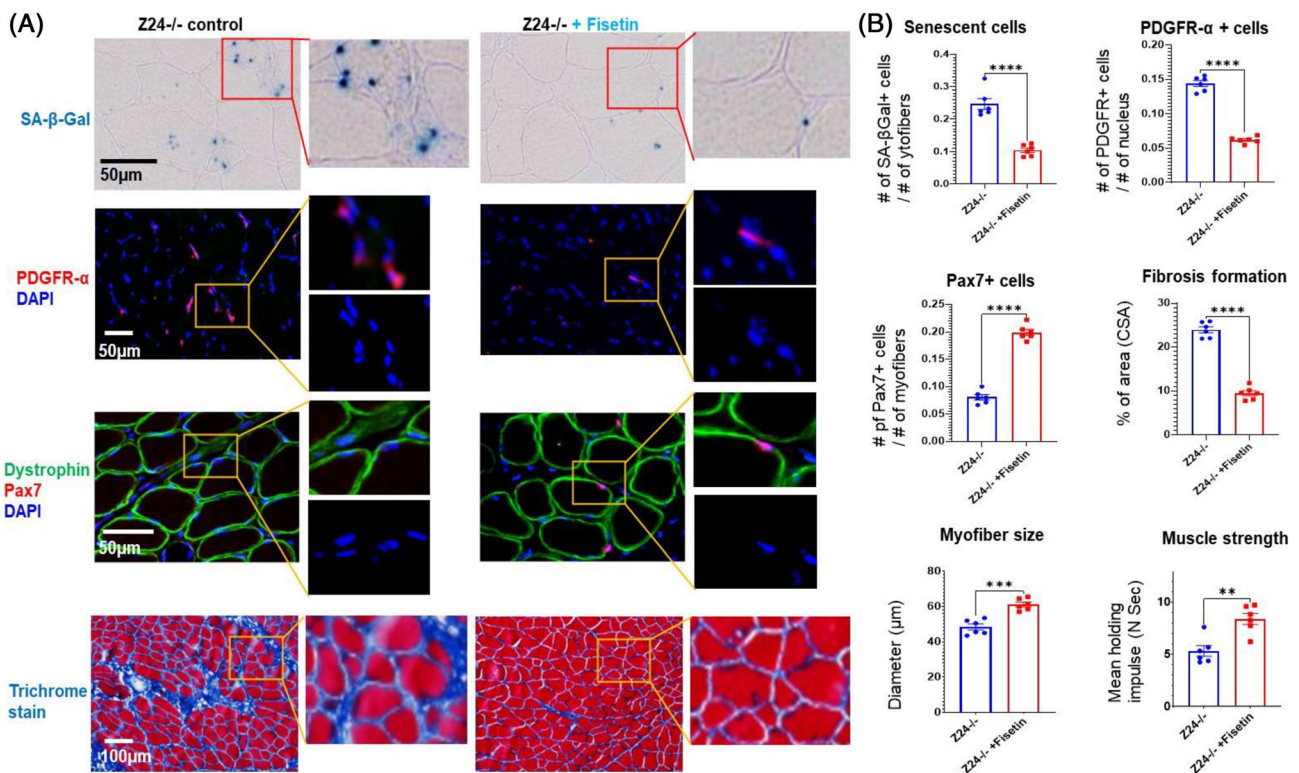 (A)
Z24-/- control
Z24-/- + Fisetin
SA-β-Gal
50μm
PDGFR-α
DAPI
50μm
Dystrophin
Pax7
DAPI
50μm
Trichrome
stain
100μm
(B)
Senescent cells
# of SA-βGal+ cells
/ # of ytofibers
0.4
0.3
0.2
0.1
0.0
****
Z24-/-
Z24-/- +Fisetin
PDGFR-α + cells
# of PDGFR+ cells
/ # of nucleus
0.20
0.15
0.10
0.05
0.00
****
Z24-/-
Z24-/- +Fisetin
Pax7+ cells
# pf Pax7+ cells
/ # of myofibers
0.25
0.20
0.15
0.10
0.05
0.00
****
Z24-/-
Z24-/- +Fisetin
Fibrosis formation
% of area (CSA)
30
20
10
0
****
Z24-/-
Z24-/- +Fisetin
Myofiber size
Diameter (μm)
80
60
40
20
0
***
Z24-/-
Z24-/- +Fisetin
Muscle strength
Mean holding
impulse (N Sec)
10
5
0
**
Z24-/-
Z24-/- +Fisetin